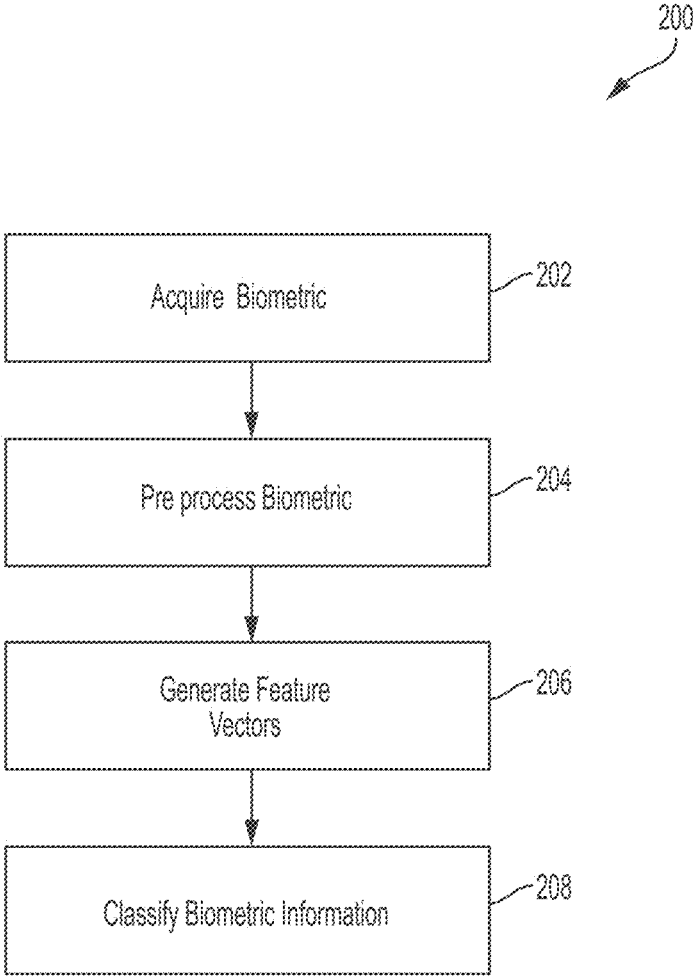 200
Acquire Biometric
202
Pre process Biometric
204
Generate Feature
Vectors
206
Classify Biometric Information
208